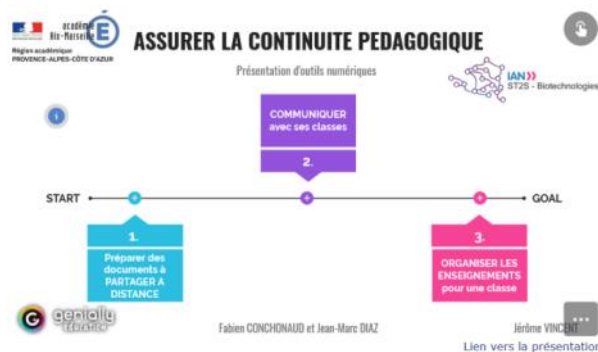 académie
Aix-Marseille
É
Région académique
PROVENCE-ALPES-CÔTE D'AZUR
ASSURER LA CONTINUITE PEDAGOGIQUE
Présentation d'outils numériques
IAN
ST2S - Biotechnologies
i
COMMUNIQUER
avec ses classes
2.
START
GOAL
1.
Préparer des
documents à
PARTAGER A
DISTANCE
3.
ORGANISER LES
ENSEIGNEMENTS
pour une classe
G genially
Éducation
Fabien CONCHONAUD et Jean-Marc DIAZ
Jérôme VINCENT
Lien vers la présentation